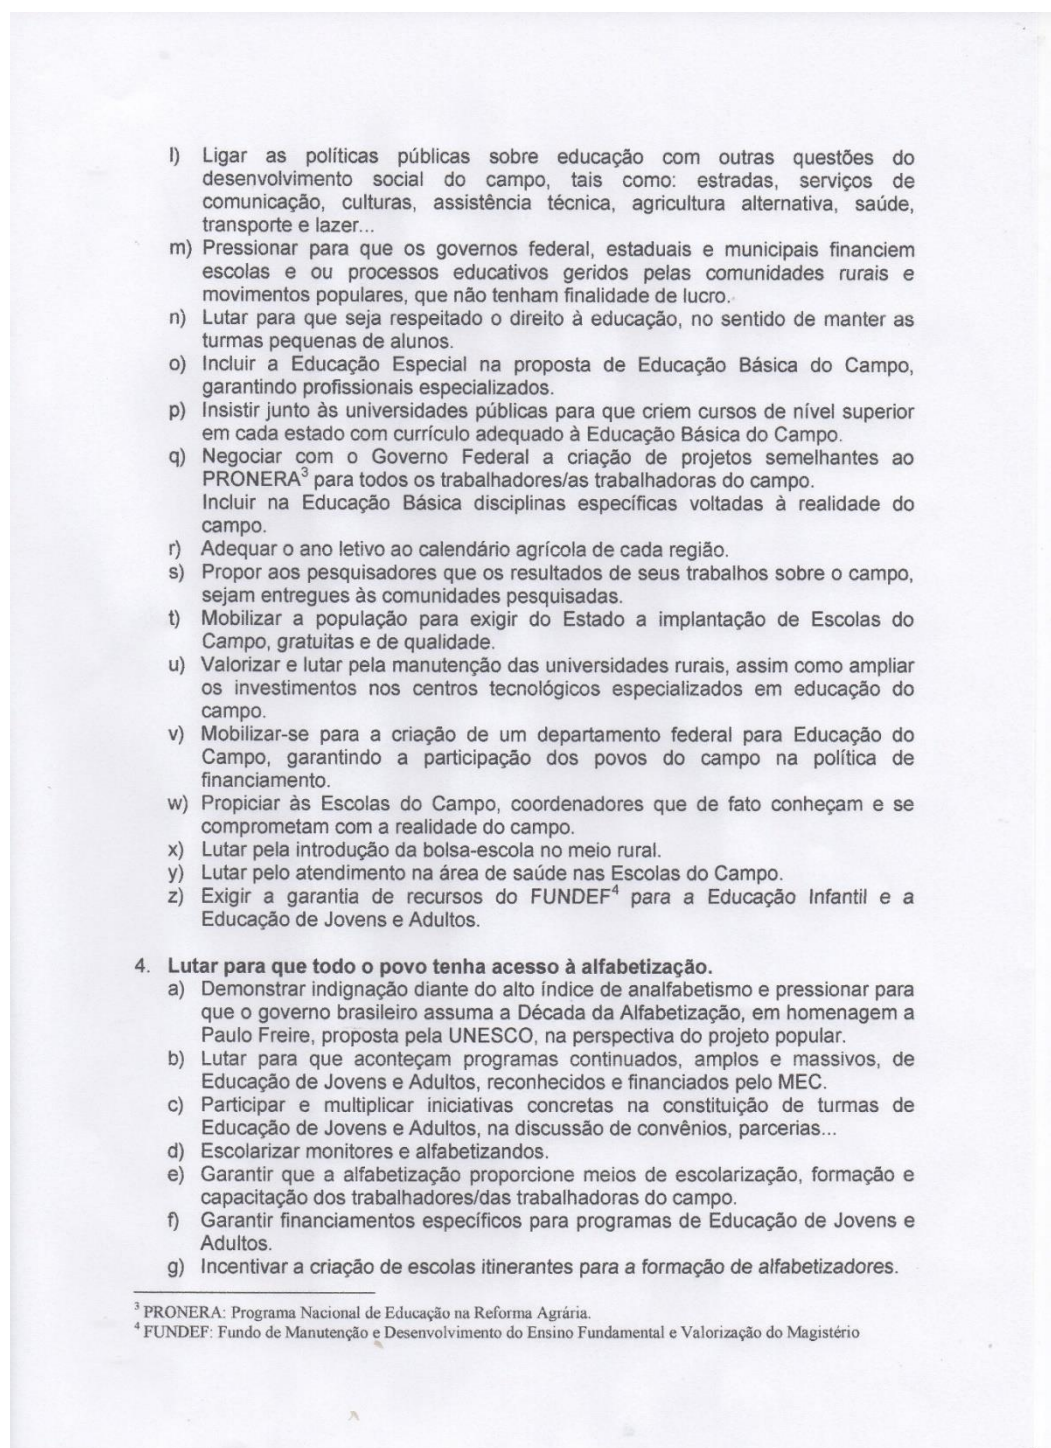 l) Ligar as políticas públicas sobre educação com outras questões do
desenvolvimento social do campo, tais como: estradas, serviços de
comunicação, culturas, assistência técnica, agricultura alternativa, saúde,
transporte e lazer...
m) Pressionar para que os governos federal, estaduais e municipais financiem
escolas e ou processos educativos geridos pelas comunidades rurais e
movimentos populares, que não tenham finalidade de lucro.
n) Lutar para que seja respeitado o direito à educação, no sentido de manter as
turmas pequenas de alunos.
o) Incluir a Educação Especial na proposta de Educação Básica do Campo,
garantindo profissionais especializados.
p) Insistir junto às universidades públicas para que criem cursos de nível superior
em cada estado com currículo adequado à Educação Básica do Campo.
q) Negociar com o Governo Federal a criação de projetos semelhantes ao
PRONERA³ para todos os trabalhadores/as trabalhadoras do campo.
Incluir na Educação Básica disciplinas específicas voltadas à realidade do
campo.
r) Adequar o ano letivo ao calendário agrícola de cada região.
s) Propor aos pesquisadores que os resultados de seus trabalhos sobre o campo,
sejam entregues às comunidades pesquisadas.
t) Mobilizar a população para exigir do Estado a implantação de Escolas do
Campo, gratuitas e de qualidade.
u) Valorizar e lutar pela manutenção das universidades rurais, assim como ampliar
os investimentos nos centros tecnológicos especializados em educação do
campo.
v) Mobilizar-se para a criação de um departamento federal para Educação do
Campo, garantindo a participação dos povos do campo na política de
financiamento.
w) Propiciar às Escolas do Campo, coordenadores que de fato conheçam e se
comprometam com a realidade do campo.
x) Lutar pela introdução da bolsa-escola no meio rural.
y) Lutar pelo atendimento na área de saúde nas Escolas do Campo.
z) Exigir a garantia de recursos do FUNDEF⁴ para a Educação Infantil e a
Educação de Jovens e Adultos.
4. Lutar para que todo o povo tenha acesso à alfabetização.
a) Demonstrar indignação diante do alto índice de analfabetismo e pressionar para
que o governo brasileiro assuma a Década da Alfabetização, em homenagem a
Paulo Freire, proposta pela UNESCO, na perspectiva do projeto popular.
b) Lutar para que aconteçam programas continuados, amplos e massivos, de
Educação de Jovens e Adultos, reconhecidos e financiados pelo MEC.
c) Participar e multiplicar iniciativas concretas na constituição de turmas de
Educação de Jovens e Adultos, na discussão de convênios, parcerias...
d) Escolarizar monitores e alfabetizandos.
e) Garantir que a alfabetização proporcione meios de escolarização, formação e
capacitação dos trabalhadores/das trabalhadoras do campo.
f) Garantir financiamentos específicos para programas de Educação de Jovens e
Adultos.
g) Incentivar a criação de escolas itinerantes para a formação de alfabetizadores.
³ PRONERA: Programa Nacional de Educação na Reforma Agrária.
⁴ FUNDEF: Fundo de Manutenção e Desenvolvimento do Ensino Fundamental e Valorização do Magistério